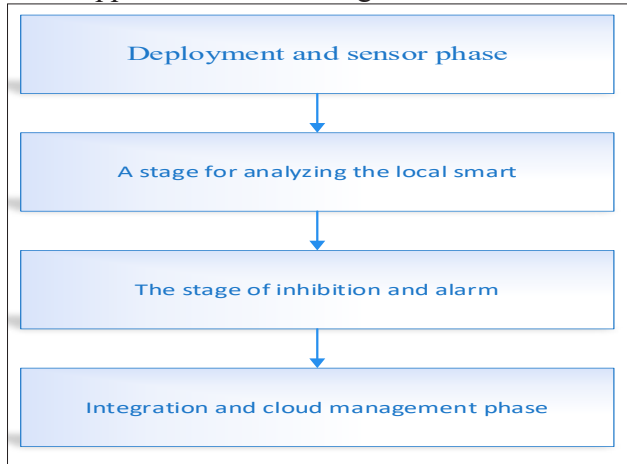 Deployment and sensor phase
A stage for analyzing the local smart
The stage of inhibition and alarm
Integration and cloud management phase